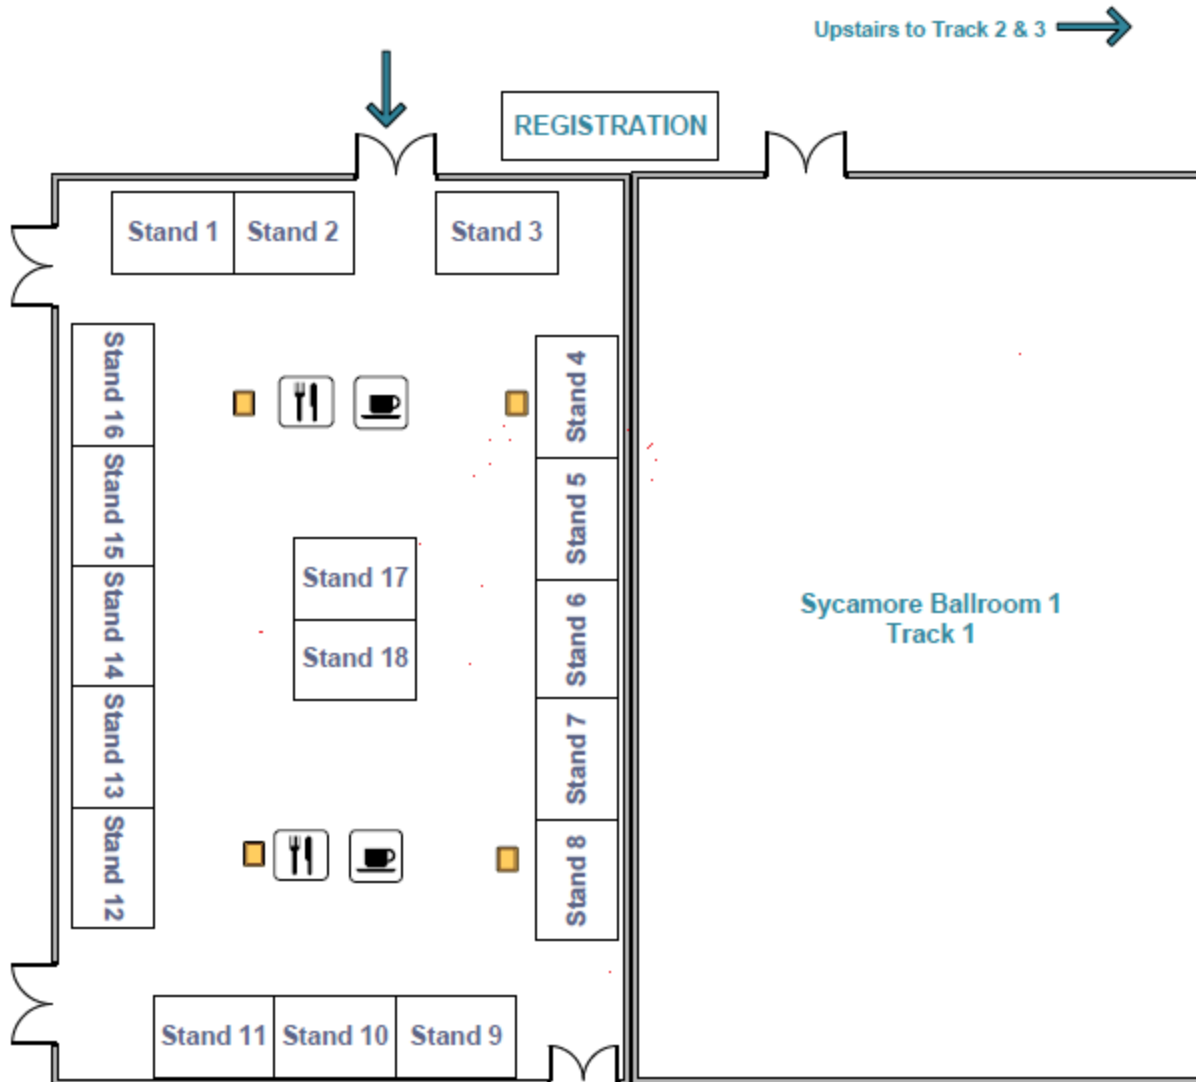 Upstairs to Track 2 & 3
REGISTRATION
Stand 1
Stand 2
Stand 3
Stand 16
Stand 15
Stand 14
Stand 13
Stand 12
Stand 4
Stand 5
Stand 6
Stand 7
Stand 8
Stand 17
Stand 18
Stand 11
Stand 10
Stand 9
Sycamore Ballroom 1
Track 1